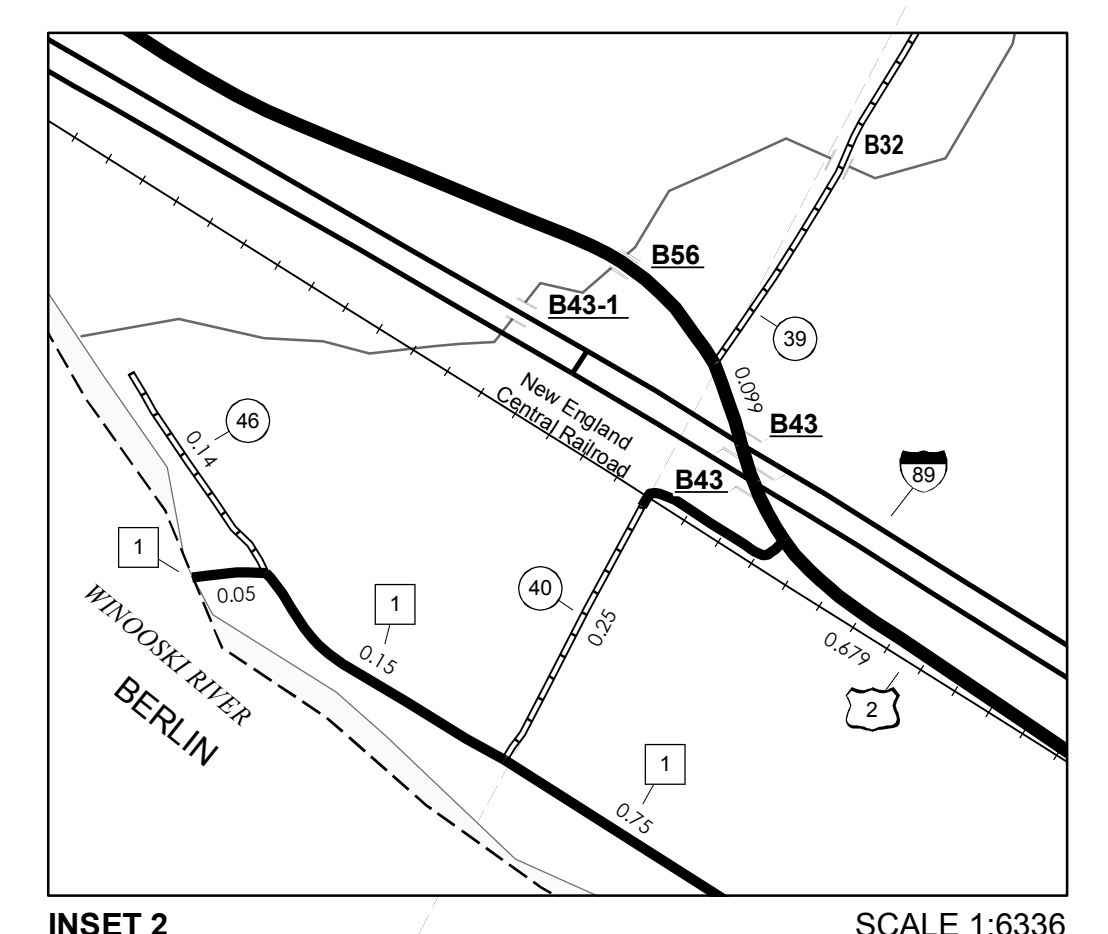 B32
B56
B43-1
39
0.099
New England
Central Railroad
B43
46
0.14
B43
89
1
0.05
1
40
0.25
0.15
0.679
WINOOSKI RIVER
BERLIN
2
1
0.75
INSET 2
SCALE 1:6336